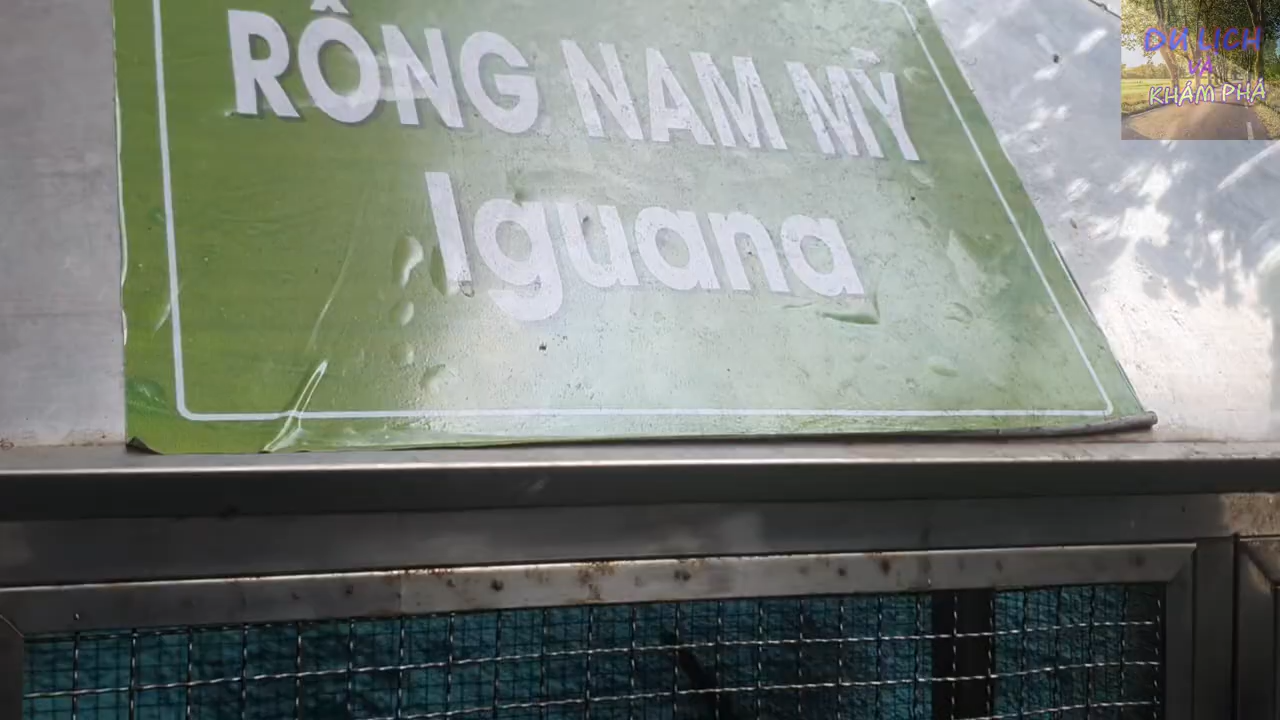 RỒNG NAM MỸ
Iguana
DU LỊCH
VÀ
KHÁM PHÁ